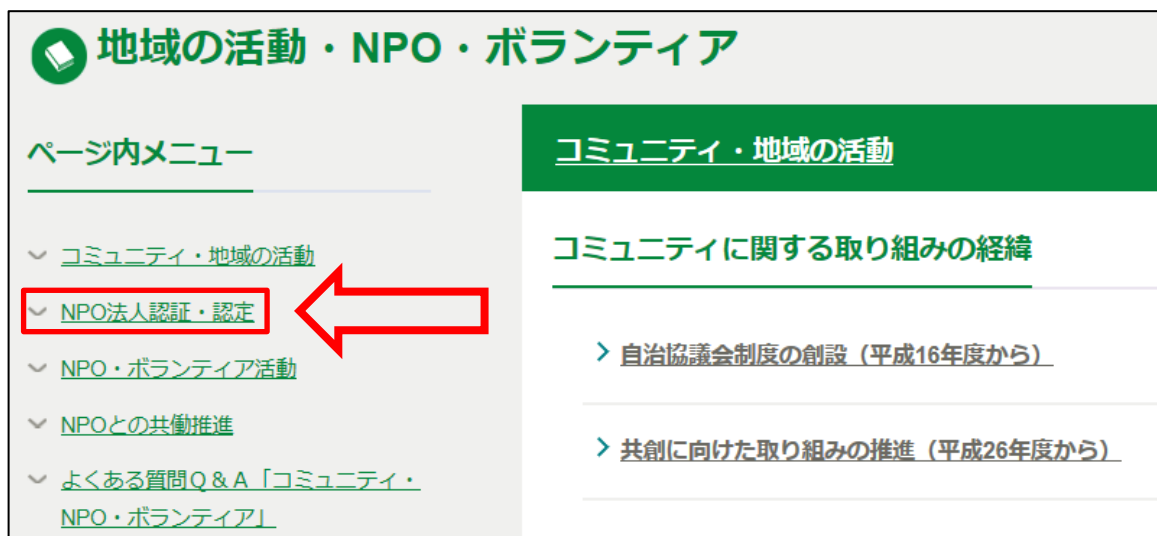 地域の活動・NPO・ボランティア
ページ内メニュー
コミュニティ・地域の活動
NPO法人認証・認定
NPO・ボランティア活動
NPOとの共働推進
よくある質問Q&A「コミュニティ・
NPO・ボランティア」
コミュニティ・地域の活動
コミュニティに関する取り組みの経緯
自治協議会制度の創設（平成16年度から）
共創に向けた取り組みの推進（平成26年度から）